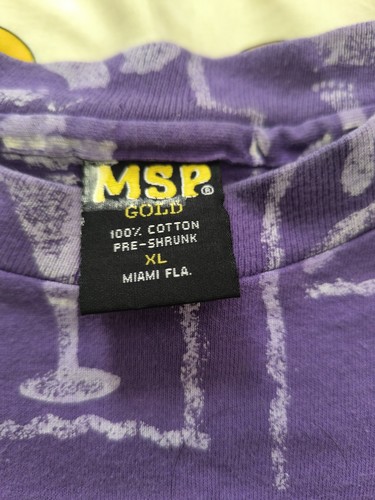 MSP®
GOLD
100% COTTON
PRE-SHRUNK
XL
MIAMI FLA.